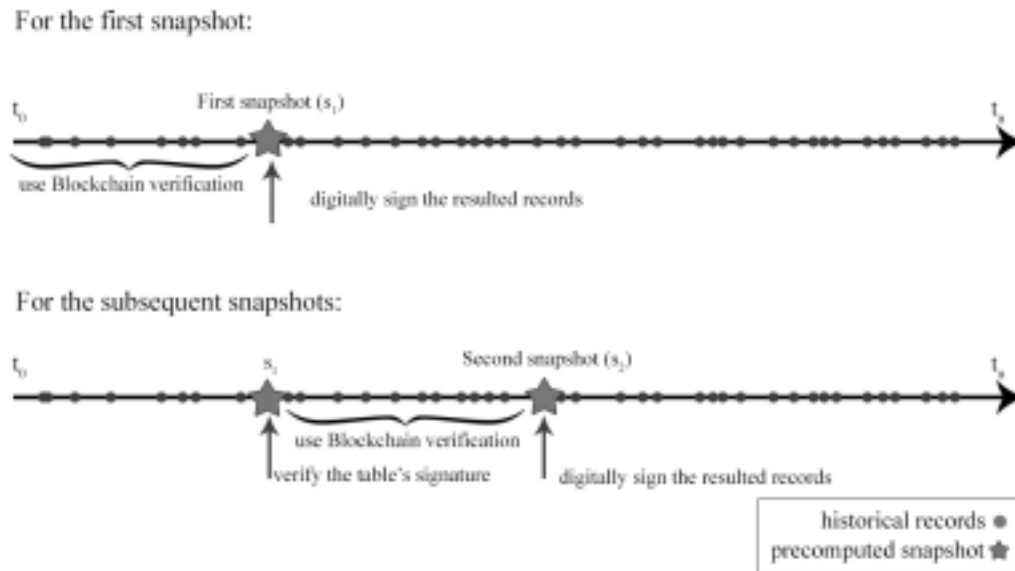 For the first snapshot:
t₀
First snapshot (s₁)
use Blockchain verification
digitally sign the resulted records
For the subsequent snapshots:
t₀
s₁
Second snapshot (s₂)
use Blockchain verification
verify the table's signature
digitally sign the resulted records
historical records
precomputed snapshot